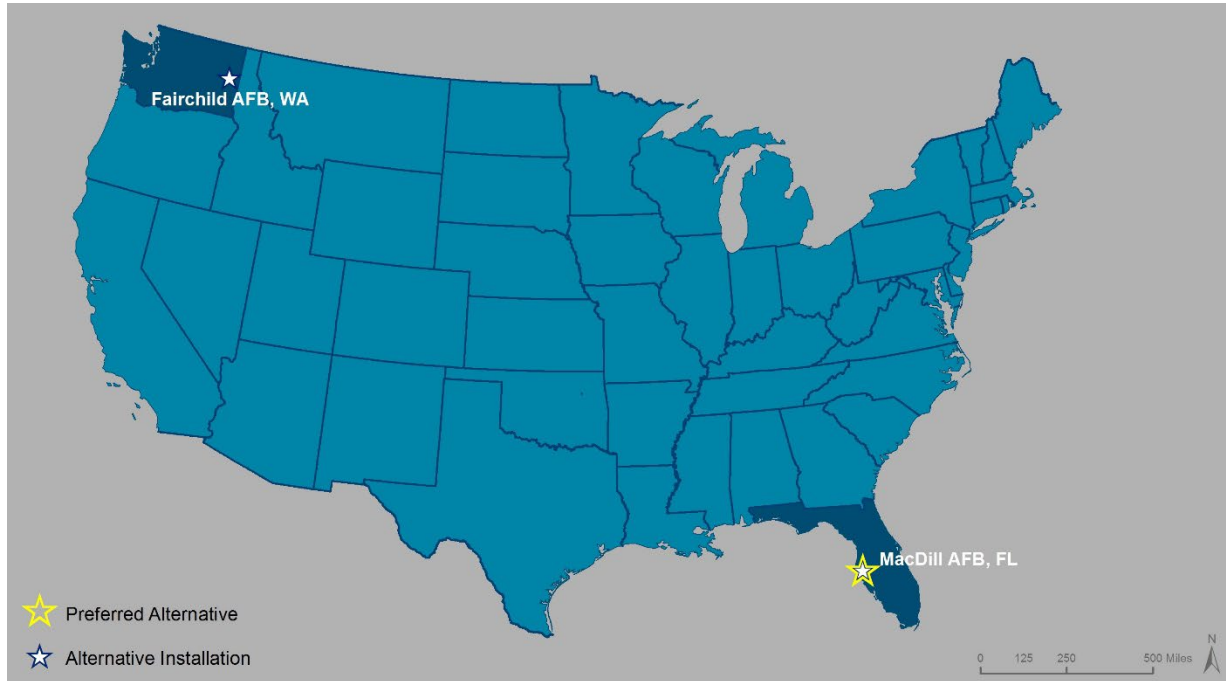 Fairchild AFB, WA
MacDill AFB, FL
Preferred Alternative
Alternative Installation
N
0 125 250 500 Miles